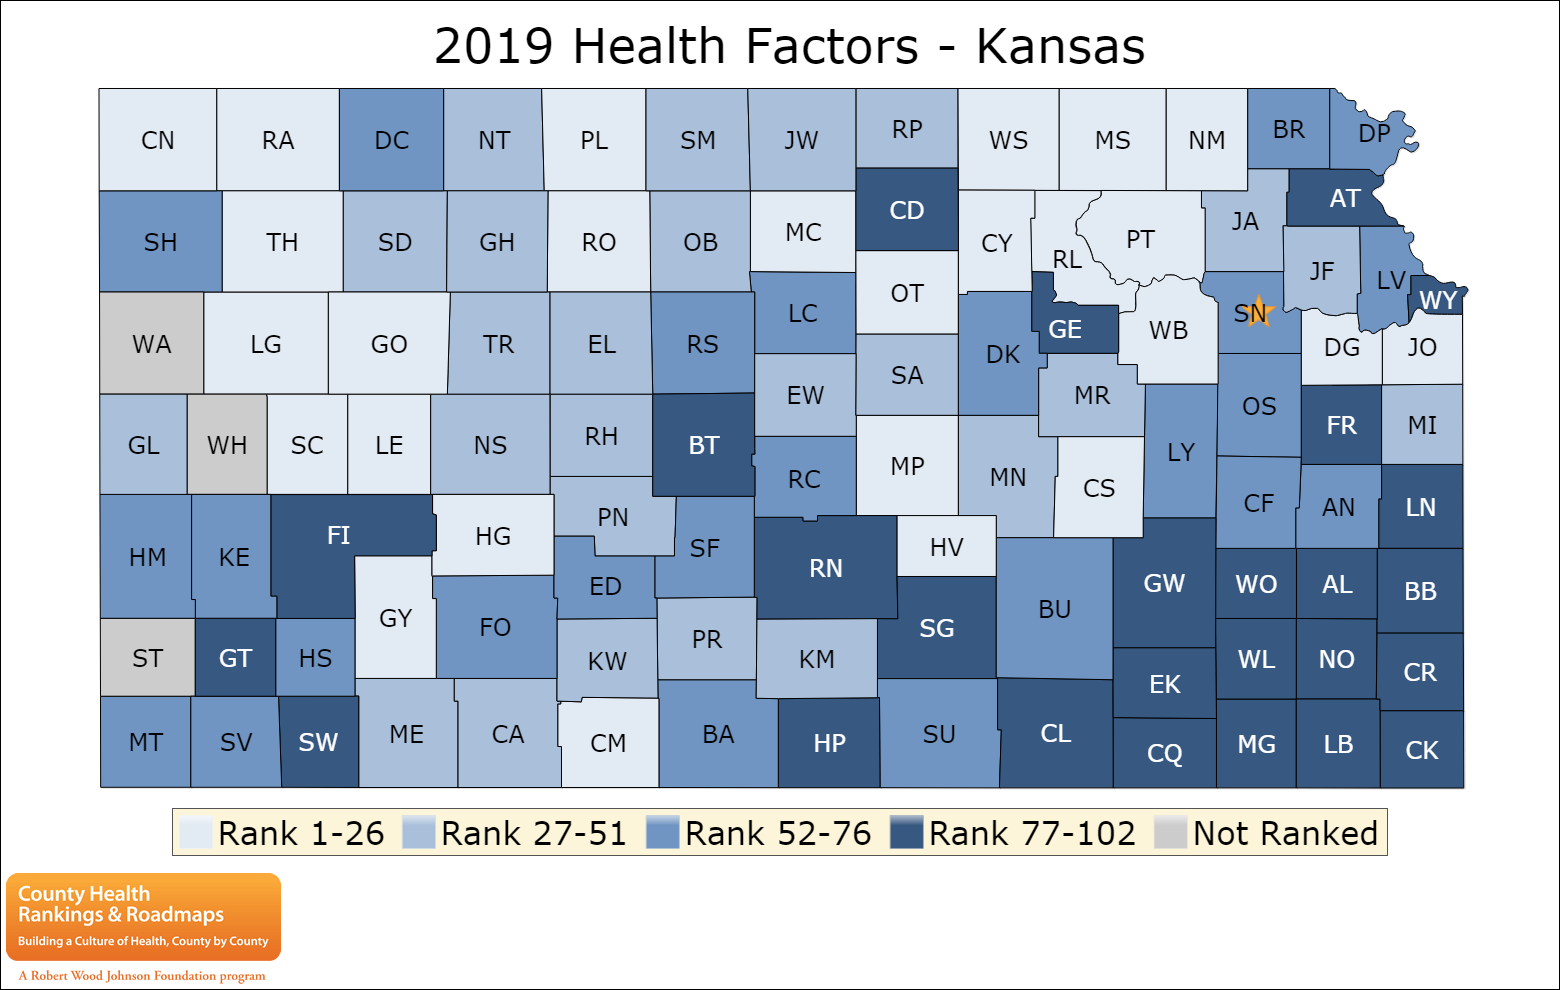 2019 Health Factors - Kansas
CN RA DC NT PL SM JW RP WS MS NM BR DP
SH TH SD GH RO OB MC CD CY RL PT JA AT
WA LG GO TR EL RS LC OT DK GE WB SN JF LV WY
GL WH SC LE NS RH BT EW SA MR DG JO
RC MP MN CS LY OS FR MI
HM KE FI HG PN SF RN HV CF AN LN
GY FO ED SG BU GW WO AL BB
ST GT HS KW PR KM EK WL NO CR
MT SV SW ME CA CM BA HP SU CL CQ MG LB CK
Rank 1-26 Rank 27-51 Rank 52-76 Rank 77-102 Not Ranked
County Health
Rankings & Roadmaps
Building a Culture of Health, County by County
A Robert Wood Johnson Foundation program